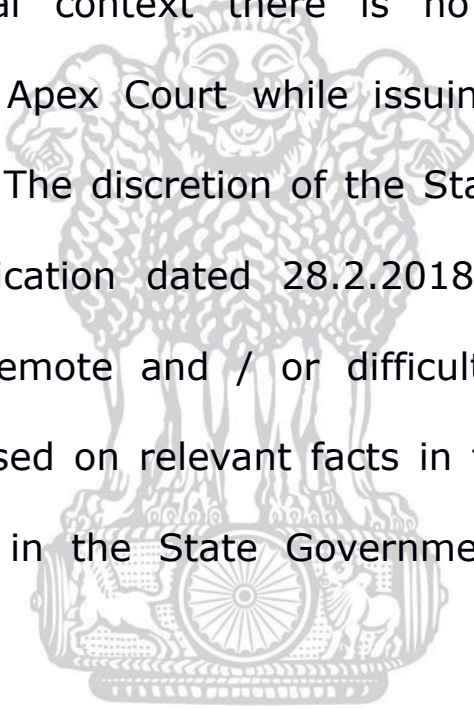 al context there is no
Apex Court while issuin
The discretion of the Sta
ication dated 28.2.2018
emote and / or difficult
sed on relevant facts in t
in the State Governme